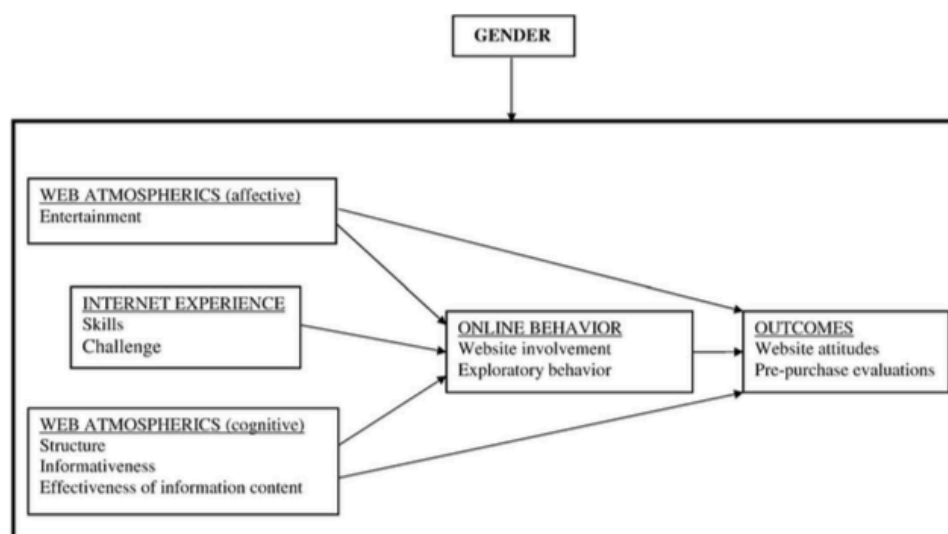 GENDER
WEB ATMOSPHERICS (affective)
Entertainment
INTERNET EXPERIENCE
Skills
Challenge
ONLINE BEHAVIOR
Website involvement
Exploratory behavior
OUTCOMES
Website attitudes
Pre-purchase evaluations
WEB ATMOSPHERICS (cognitive)
Structure
Informativeness
Effectiveness of information content